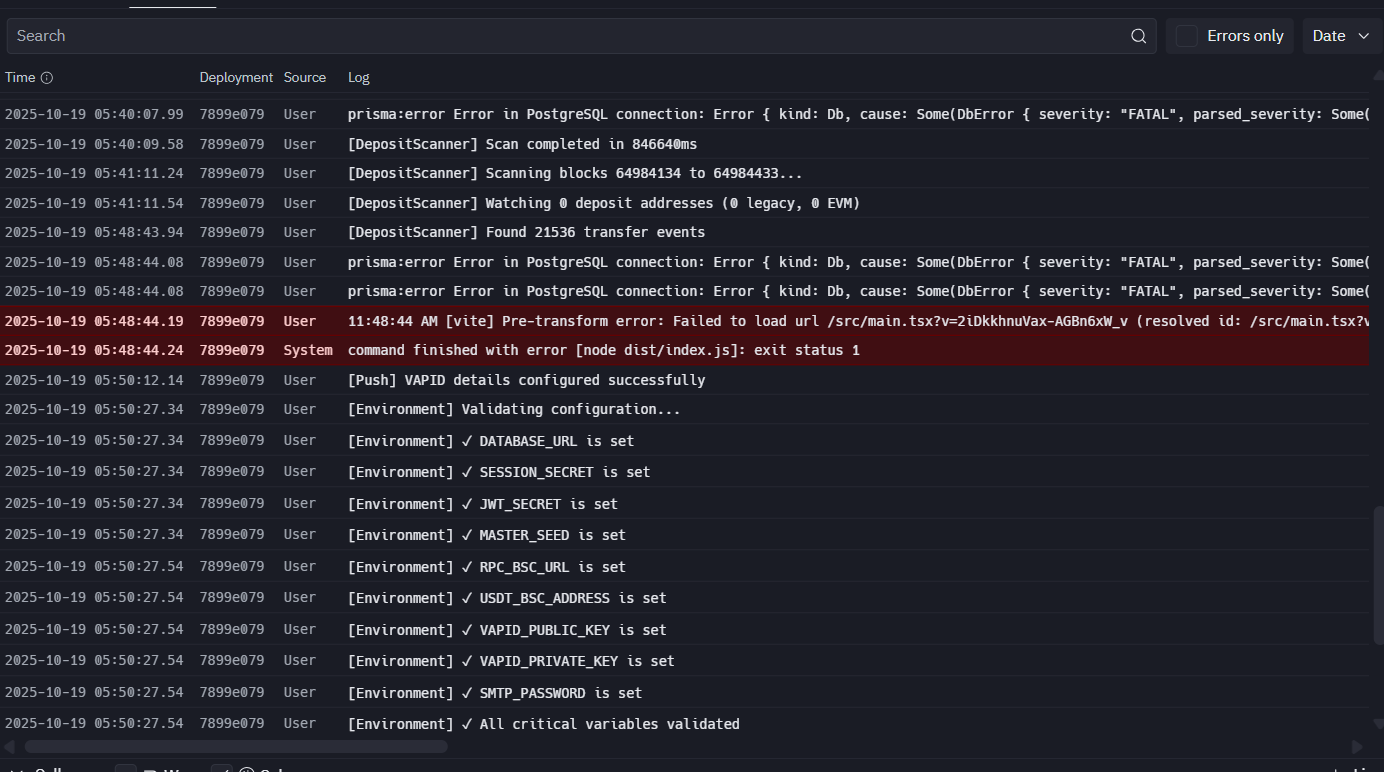 Search
Errors only
Date
Time Deployment Source Log
2025-10-19 05:40:07.99 7899e079 User prisma:error Error in PostgreSQL connection: Error { kind: Db, cause: Some(DbError { severity: "FATAL", parsed_severity: Some(
2025-10-19 05:40:09.58 7899e079 User [DepositScanner] Scan completed in 846640ms
2025-10-19 05:41:11.24 7899e079 User [DepositScanner] Scanning blocks 64984134 to 64984433...
2025-10-19 05:41:11.54 7899e079 User [DepositScanner] Watching 0 deposit addresses (0 legacy, 0 EVM)
2025-10-19 05:48:43.94 7899e079 User [DepositScanner] Found 21536 transfer events
2025-10-19 05:48:44.08 7899e079 User prisma:error Error in PostgreSQL connection: Error { kind: Db, cause: Some(DbError { severity: "FATAL", parsed_severity: Some(
2025-10-19 05:48:44.08 7899e079 User prisma:error Error in PostgreSQL connection: Error { kind: Db, cause: Some(DbError { severity: "FATAL", parsed_severity: Some(
2025-10-19 05:48:44.19 7899e079 User 11:48:44 AM [vite] Pre-transform error: Failed to load url /src/main.tsx?v=2iDkkhnuVax-AGBn6xW_v (resolved id: /src/main.tsx?v
2025-10-19 05:48:44.24 7899e079 System command finished with error [node dist/index.js]: exit status 1
2025-10-19 05:50:12.14 7899e079 User [Push] VAPID details configured successfully
2025-10-19 05:50:27.34 7899e079 User [Environment] Validating configuration...
2025-10-19 05:50:27.34 7899e079 User [Environment] ✓ DATABASE_URL is set
2025-10-19 05:50:27.34 7899e079 User [Environment] ✓ SESSION_SECRET is set
2025-10-19 05:50:27.34 7899e079 User [Environment] ✓ JWT_SECRET is set
2025-10-19 05:50:27.34 7899e079 User [Environment] ✓ MASTER_SEED is set
2025-10-19 05:50:27.54 7899e079 User [Environment] ✓ RPC_BSC_URL is set
2025-10-19 05:50:27.54 7899e079 User [Environment] ✓ USDT_BSC_ADDRESS is set
2025-10-19 05:50:27.54 7899e079 User [Environment] ✓ VAPID_PUBLIC_KEY is set
2025-10-19 05:50:27.54 7899e079 User [Environment] ✓ VAPID_PRIVATE_KEY is set
2025-10-19 05:50:27.54 7899e079 User [Environment] ✓ SMTP_PASSWORD is set
2025-10-19 05:50:27.54 7899e079 User [Environment] ✓ All critical variables validated